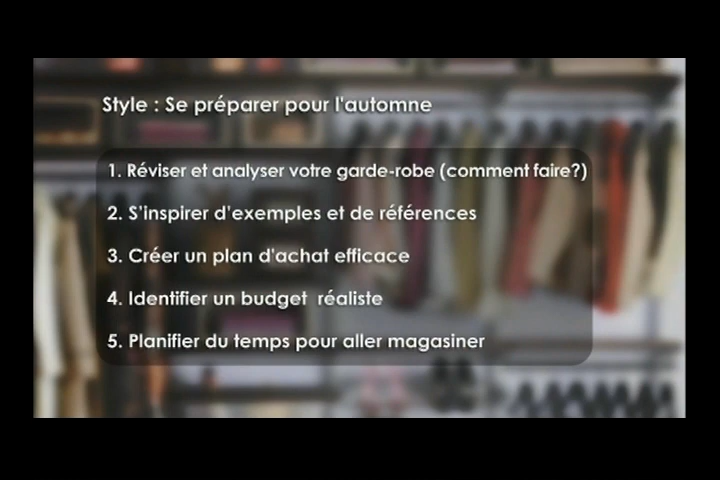 Style : Se préparer pour l'automne
1. Réviser et analyser votre garde-robe (comment faire?)
2. S'inspirer d'exemples et de références
3. Créer un plan d'achat efficace
4. Identifier un budget  réaliste
5. Planifier du temps pour aller magasiner